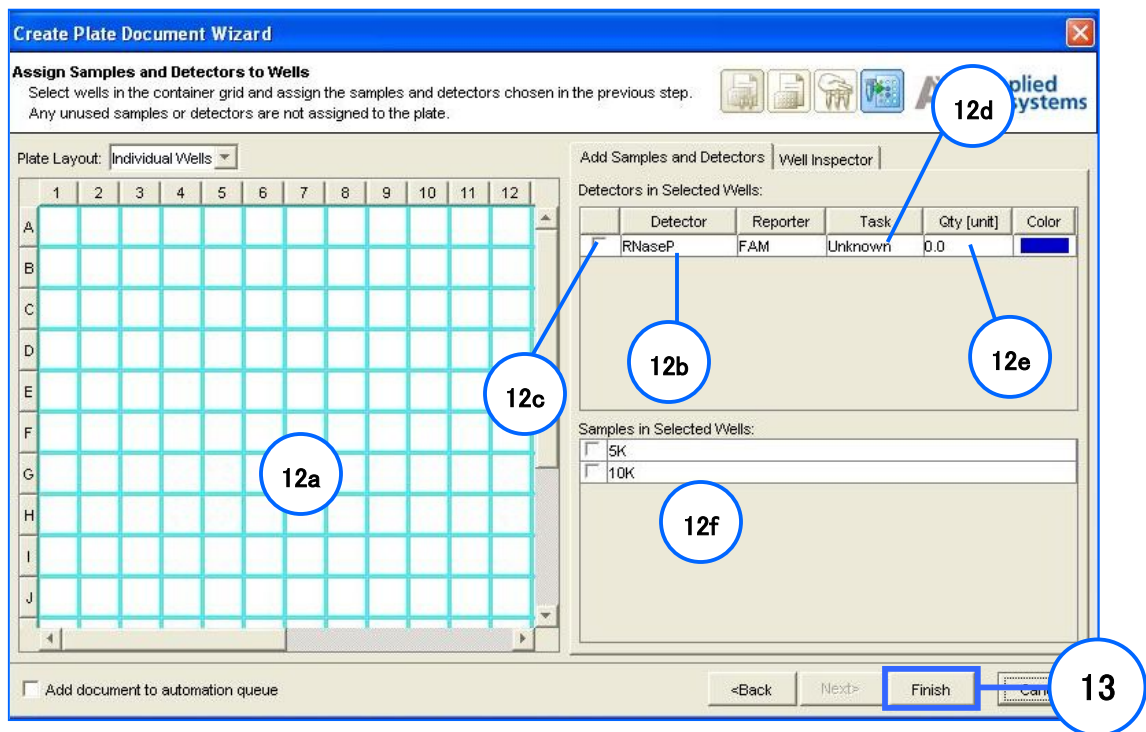 Create Plate Document Wizard
Assign Samples and Detectors to Wells
Select wells in the container grid and assign the samples and detectors chosen in the previous step.
Any unused samples or detectors are not assigned to the plate.
plied
systems
12d
Plate Layout: Individual Wells
Add Samples and Detectors Well Inspector
1 2 3 4 5 6 7 8 9 10 11 12
Detectors in Selected Wells:
Detector Reporter Task Qty [unit] Color
RNaseP FAM Unknown 0.0
A
B
C
D
E
F
G
H
I
J
12c
12b
12e
12a
Samples in Selected Wells:
5K
10K
12f
Add document to automation queue
<Back Next> Finish
13